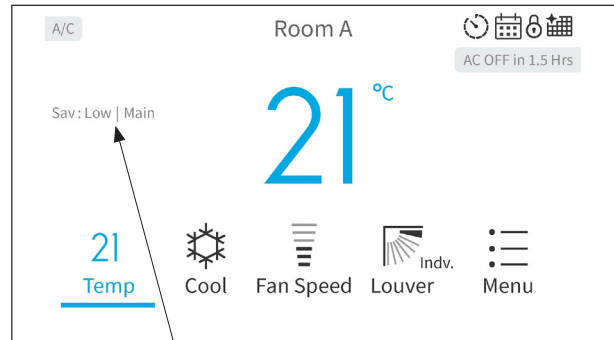 A/C
Room A
AC OFF in 1.5 Hrs
21 °C
Sav : Low | Main
21
Temp
Cool
Fan Speed
Indv.
Louver
Menu